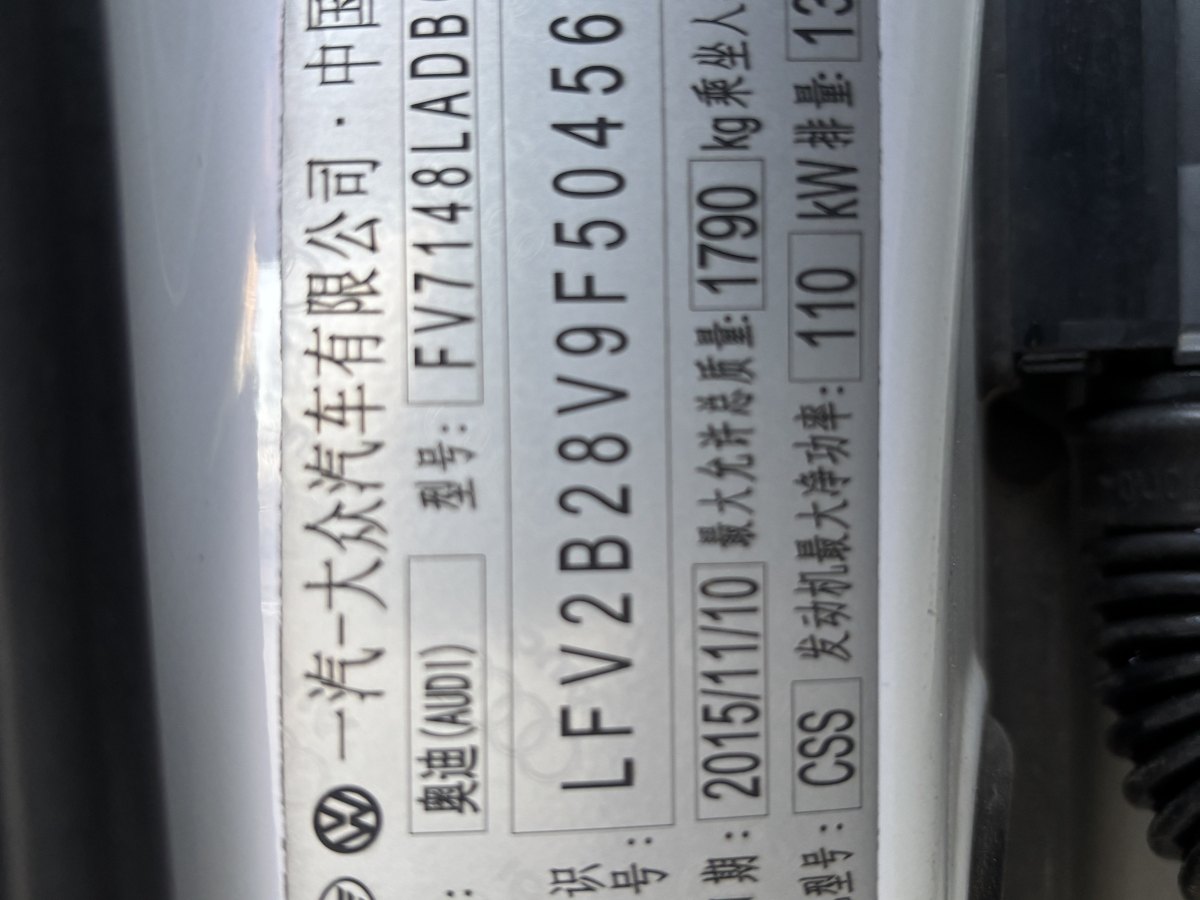 一汽-大众汽车有限公司·中国
奥迪(AUDI) 型号: FV7148LADB
识
号: LFV2B28V9F50456
期: 2015/11/10 最大允许总质量: 1790 kg 乘坐人
型号: CSS 发动机最大净功率: 110 kW 排量: 13